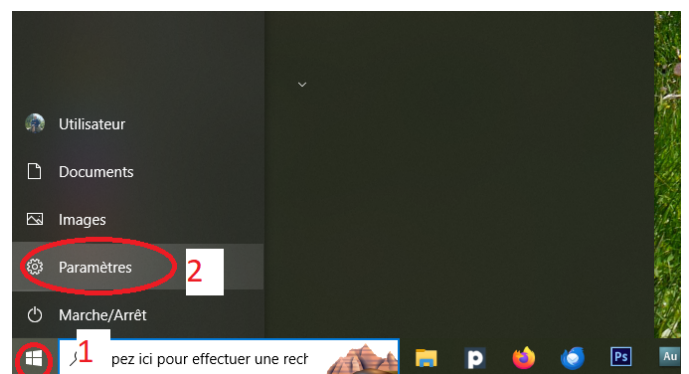 Utilisateur
Documents
Images
Paramètres
2
Marche/Arrêt
1
pez ici pour effectuer une rech
p
Ps
Au